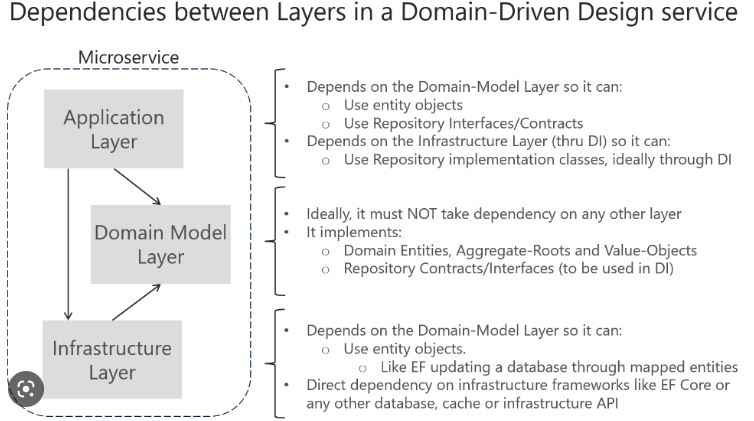 Dependencies between Layers in a Domain-Driven Design service
Microservice
Application
Layer
• Depends on the Domain-Model Layer so it can:
o Use entity objects
o Use Repository Interfaces/Contracts
• Depends on the Infrastructure Layer (thru DI) so it can:
o Use Repository implementation classes, ideally through DI
Domain Model
Layer
• Ideally, it must NOT take dependency on any other layer
• It implements:
o Domain Entities, Aggregate-Roots and Value-Objects
o Repository Contracts/Interfaces (to be used in DI)
Infrastructure
Layer
• Depends on the Domain-Model Layer so it can:
o Use entity objects.
o Like EF updating a database through mapped entities
• Direct dependency on infrastructure frameworks like EF Core or
any other database, cache or infrastructure API